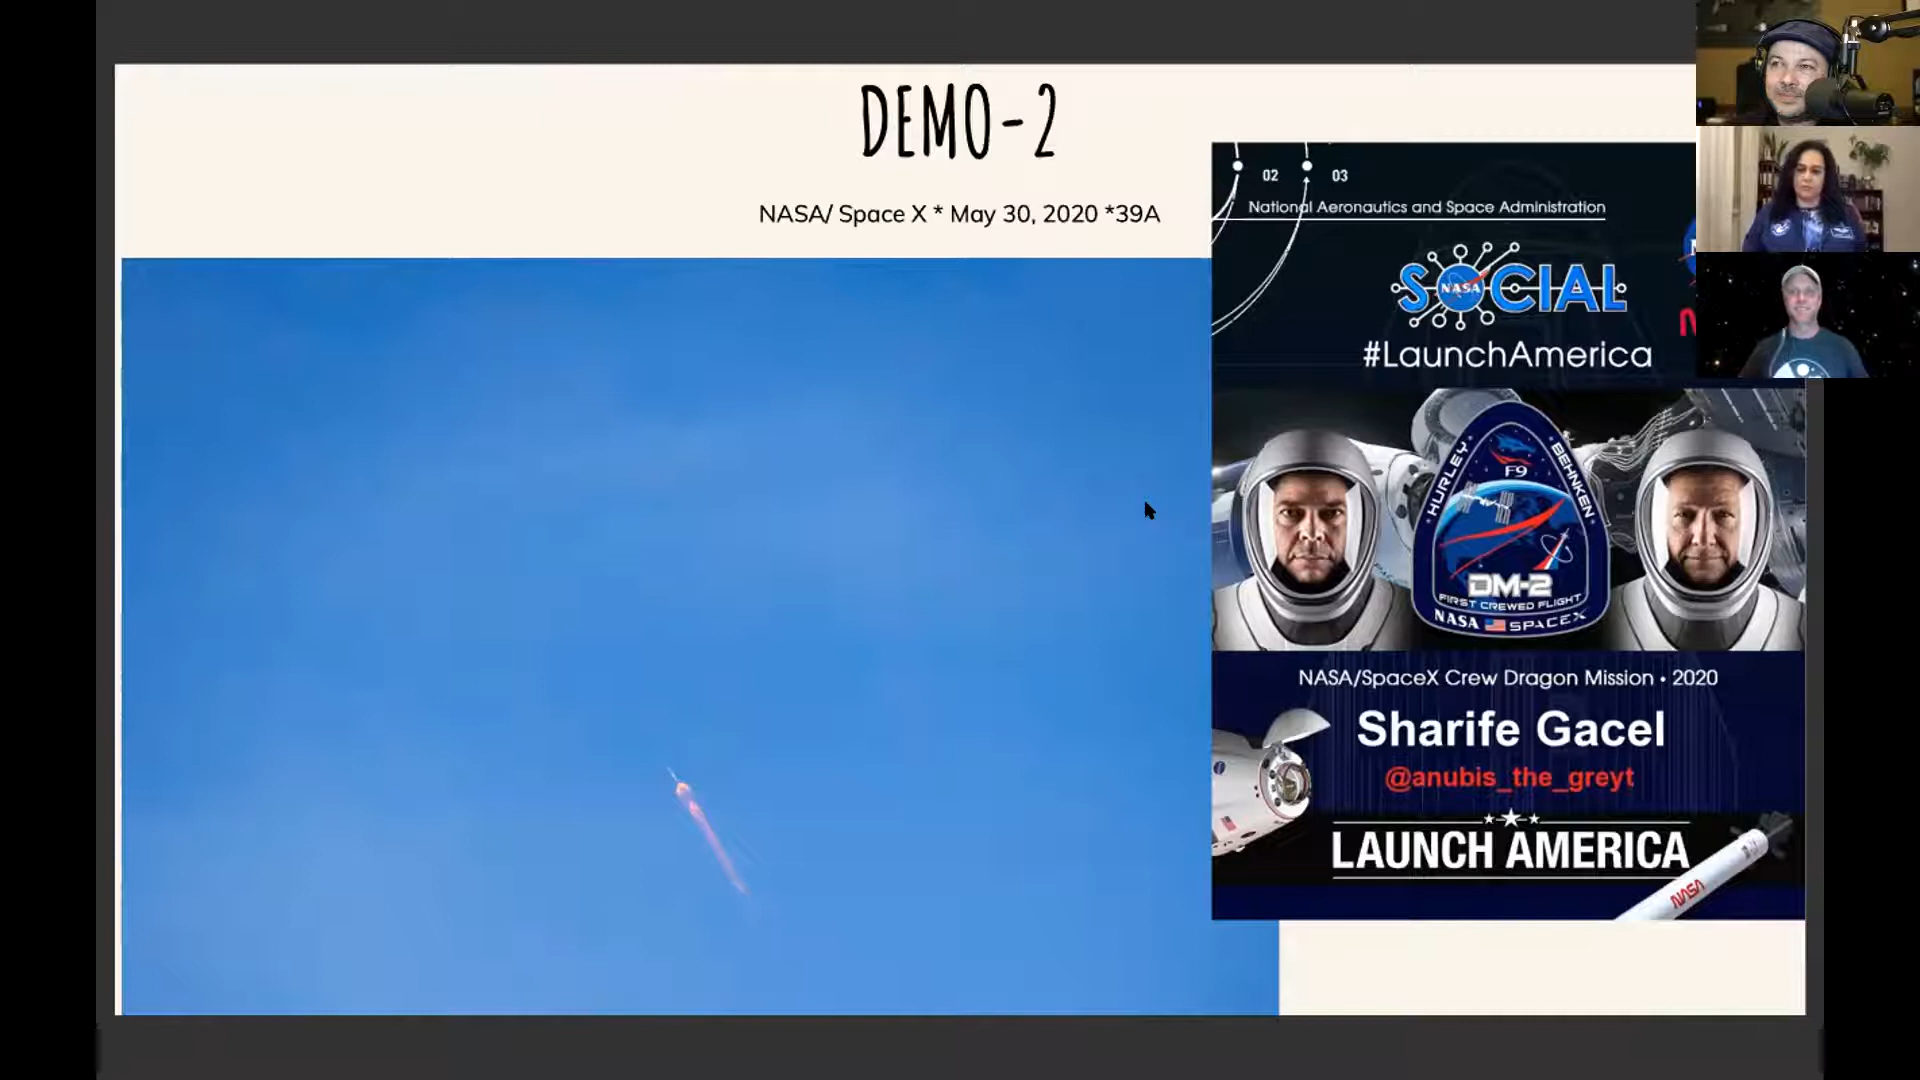 DEMO-2
NASA/ Space X * May 30, 2020 *39A
02 03
National Aeronautics and Space Administration
SOCIAL
NASA
#LaunchAmerica
HURLEY
BEHNKEN
F9
DM-2
FIRST CREWED FLIGHT
NASA SPACEX
NASA/SpaceX Crew Dragon Mission • 2020
Sharife Gacel
@anubis_the_greyt
LAUNCH AMERICA
NASA